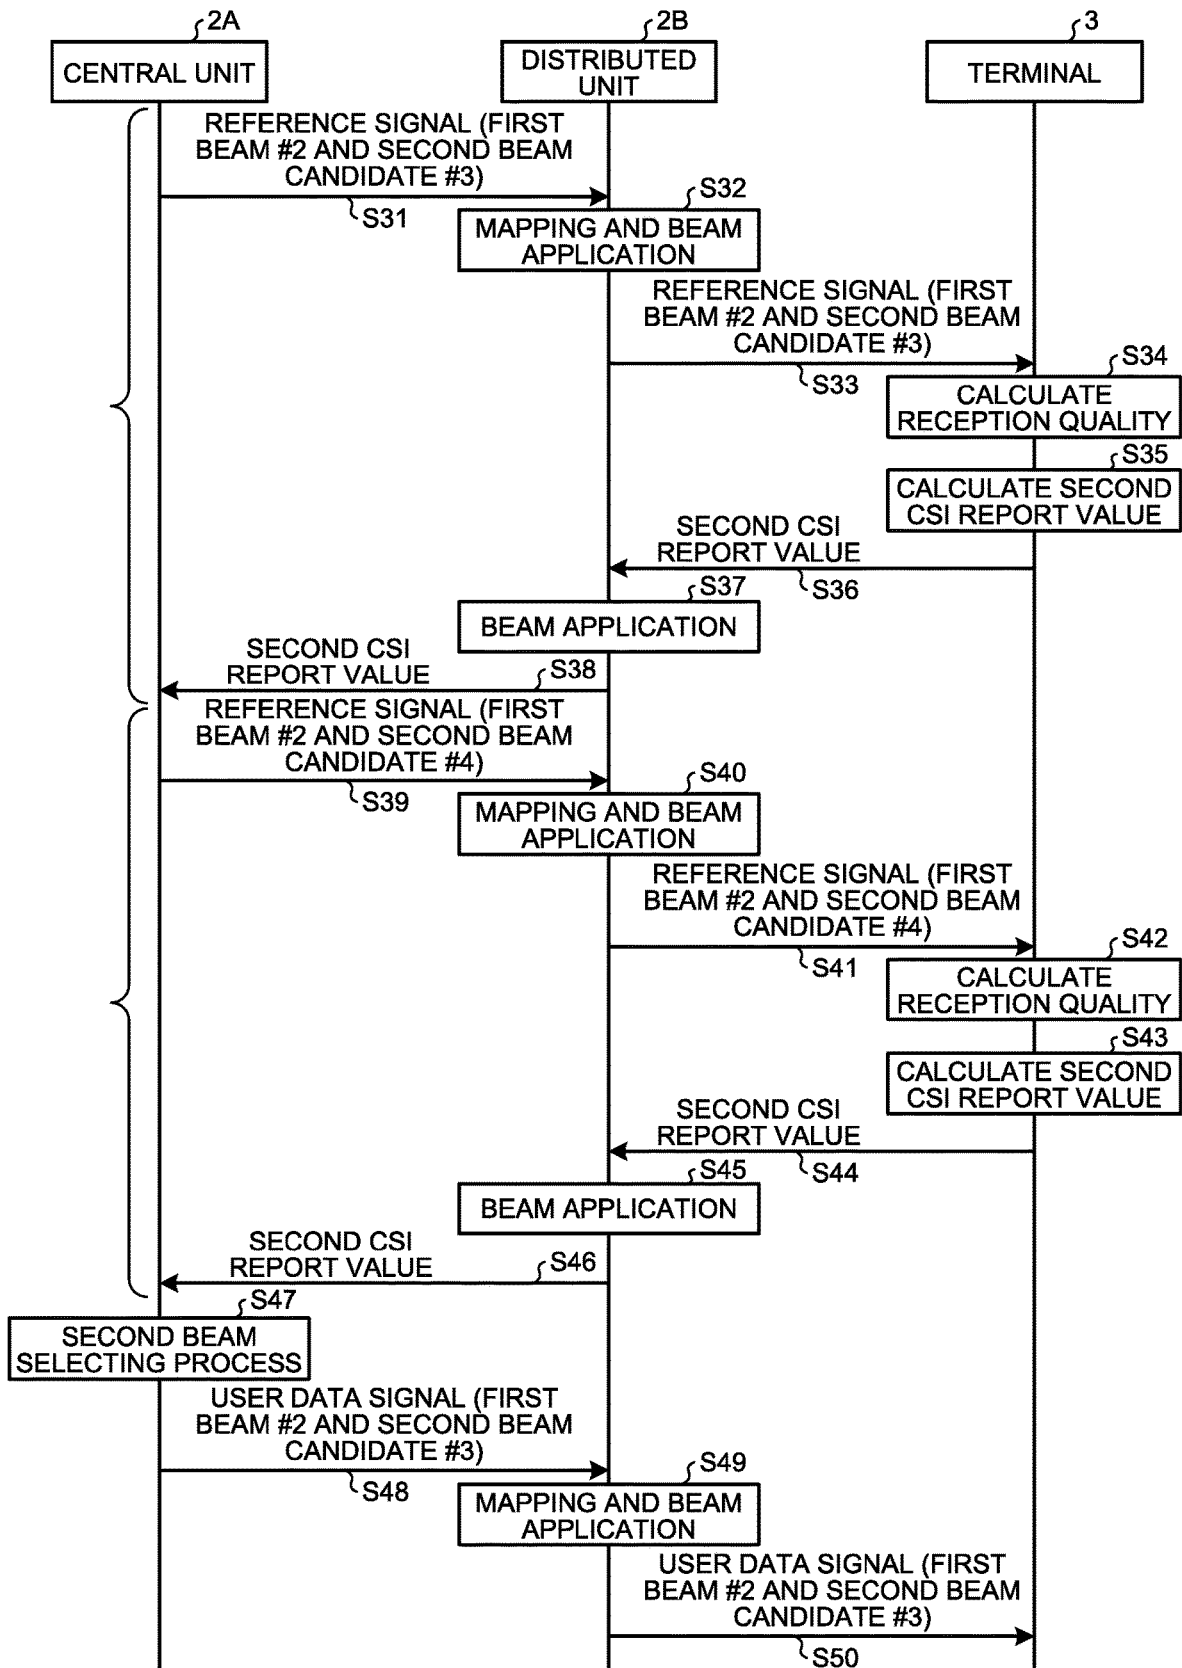 2A
2B
3
CENTRAL UNIT
DISTRIBUTED
UNIT
TERMINAL
REFERENCE SIGNAL (FIRST
BEAM #2 AND SECOND BEAM
CANDIDATE #3)
S31
S32
MAPPING AND BEAM
APPLICATION
REFERENCE SIGNAL (FIRST
BEAM #2 AND SECOND BEAM
CANDIDATE #3)
S33
S34
CALCULATE
RECEPTION QUALITY
S35
CALCULATE SECOND
CSI REPORT VALUE
SECOND CSI
REPORT VALUE
S36
S37
BEAM APPLICATION
SECOND CSI
REPORT VALUE
S38
REFERENCE SIGNAL (FIRST
BEAM #2 AND SECOND BEAM
CANDIDATE #4)
S39
S40
MAPPING AND BEAM
APPLICATION
REFERENCE SIGNAL (FIRST
BEAM #2 AND SECOND BEAM
CANDIDATE #4)
S41
S42
CALCULATE
RECEPTION QUALITY
S43
CALCULATE SECOND
CSI REPORT VALUE
SECOND CSI
REPORT VALUE
S44
S45
BEAM APPLICATION
SECOND CSI
REPORT VALUE
S46
S47
SECOND BEAM
SELECTING PROCESS
USER DATA SIGNAL (FIRST
BEAM #2 AND SECOND BEAM
CANDIDATE #3)
S48
S49
MAPPING AND BEAM
APPLICATION
USER DATA SIGNAL (FIRST
BEAM #2 AND SECOND BEAM
CANDIDATE #3)
S50